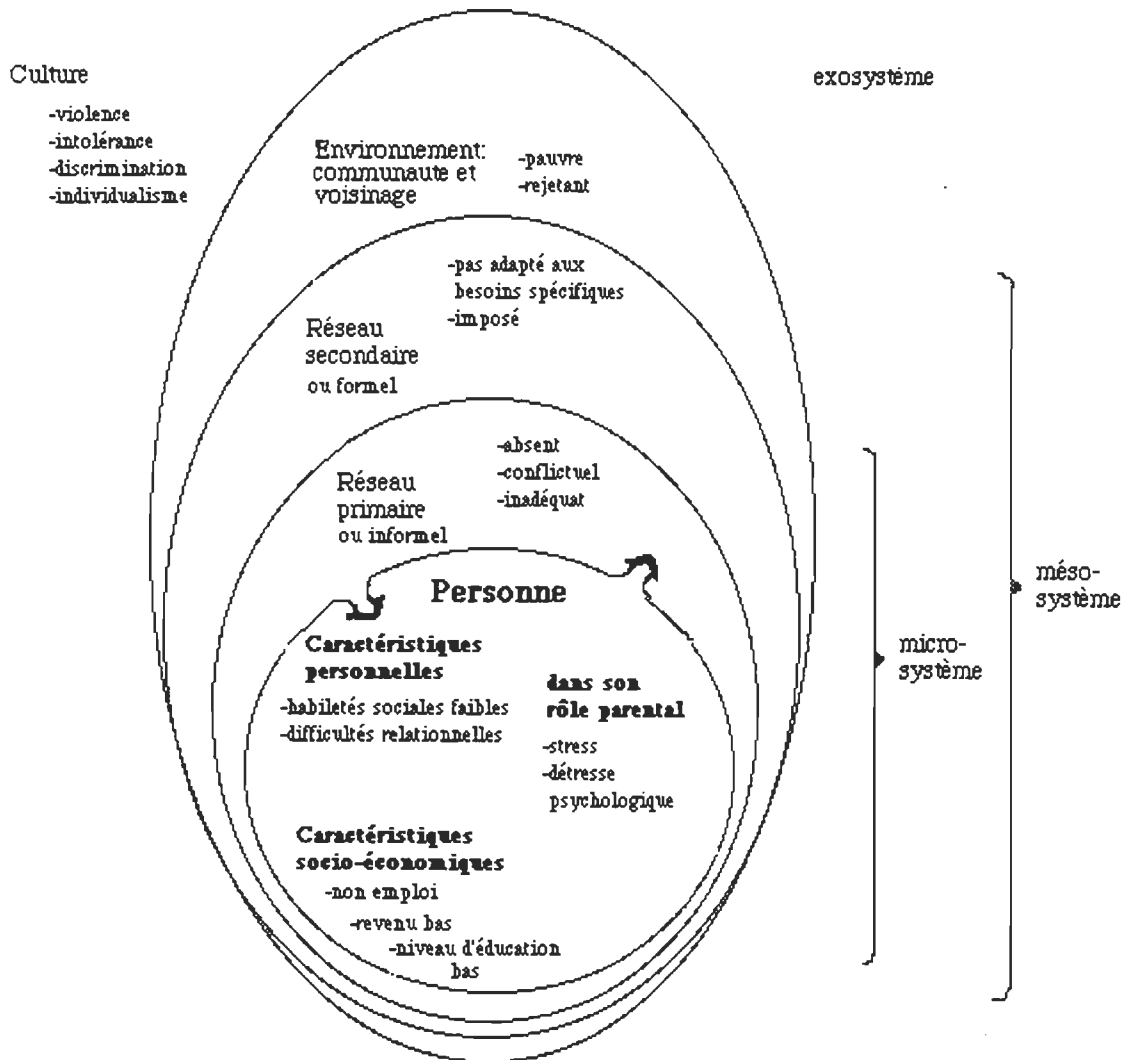 Culture
-violence
-intolérance
-discrimination
-individualisme
exosystéme
Environnement:
communaute et
voisinage
-pauvre
-rejetant
-pas adapté aux
besoins spécifiques
-imposé
Réseau
secondaire
ou formel
-absent
-conflictuel
-inadéquat
Réseau
primaire
ou informel
Personne
Caractéristiques
personnelles
-habiletés sociales faibles
-difficultés relationnelles
dans son
rôle parental
-stress
-détresse
psychologique
Caractéristiques
socio-économiques
-non emploi
-revenu bas
-niveau d'éducation
bas
micro-
système
méso-
système